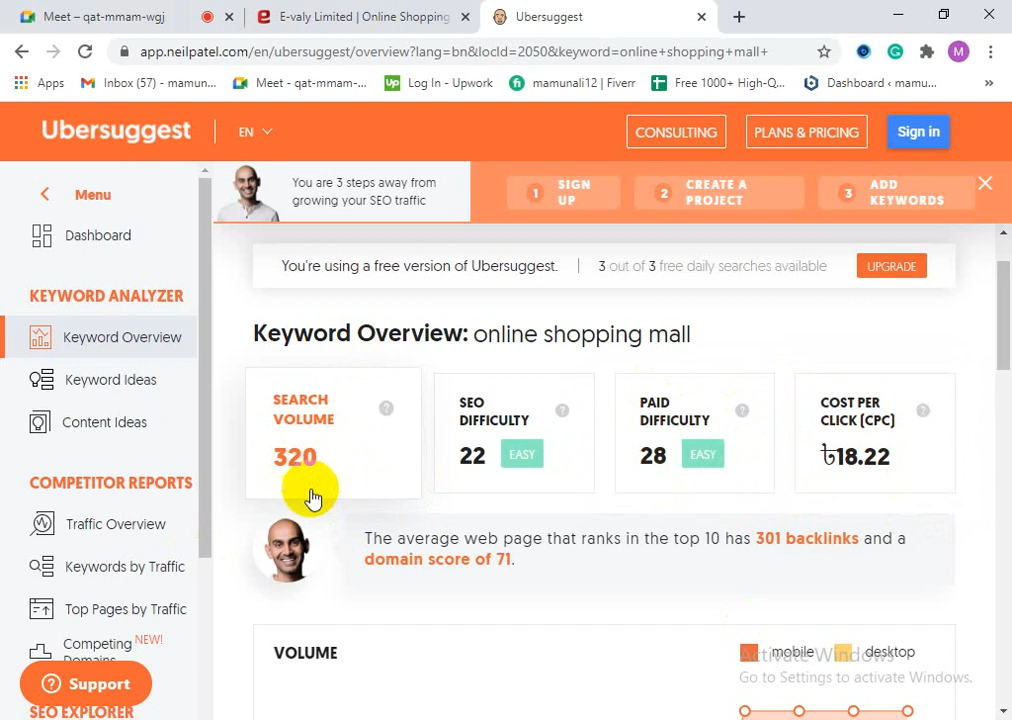 Meet – qat-mmam-wgj
E-valy Limited | Online Shopping
Ubersuggest
app.neilpatel.com/en/ubersuggest/overview?lang=bn&locId=2050&keyword=online+shopping+mall+
M
Apps
Inbox (57) - mamun...
Meet - qat-mmam-...
Up
Log In - Upwork
fi
mamunali12 | Fiverr
Free 1000+ High-Q...
Dashboard ‹ mamu...
»
Ubersuggest
EN
CONSULTING
PLANS & PRICING
Sign in
Menu
Dashboard
KEYWORD ANALYZER
Keyword Overview
Keyword Ideas
Content Ideas
COMPETITOR REPORTS
Traffic Overview
Keywords by Traffic
Top Pages by Traffic
Competing NEW!
Domains
Support
SEO EXPLORER
You are 3 steps away from
growing your SEO traffic
1 SIGN
UP
2 CREATE A
PROJECT
3 ADD
KEYWORDS
You're using a free version of Ubersuggest. | 3 out of 3 free daily searches available
UPGRADE
Keyword Overview: online shopping mall
SEARCH
VOLUME
?
320
SEO
DIFFICULTY
?
22 EASY
PAID
DIFFICULTY
?
28 EASY
COST PER
CLICK (CPC)
?
৳18.22
The average web page that ranks in the top 10 has 301 backlinks and a
domain score of 71.
VOLUME
mobile
desktop
Activate Windows
Go to Settings to activate Windows.